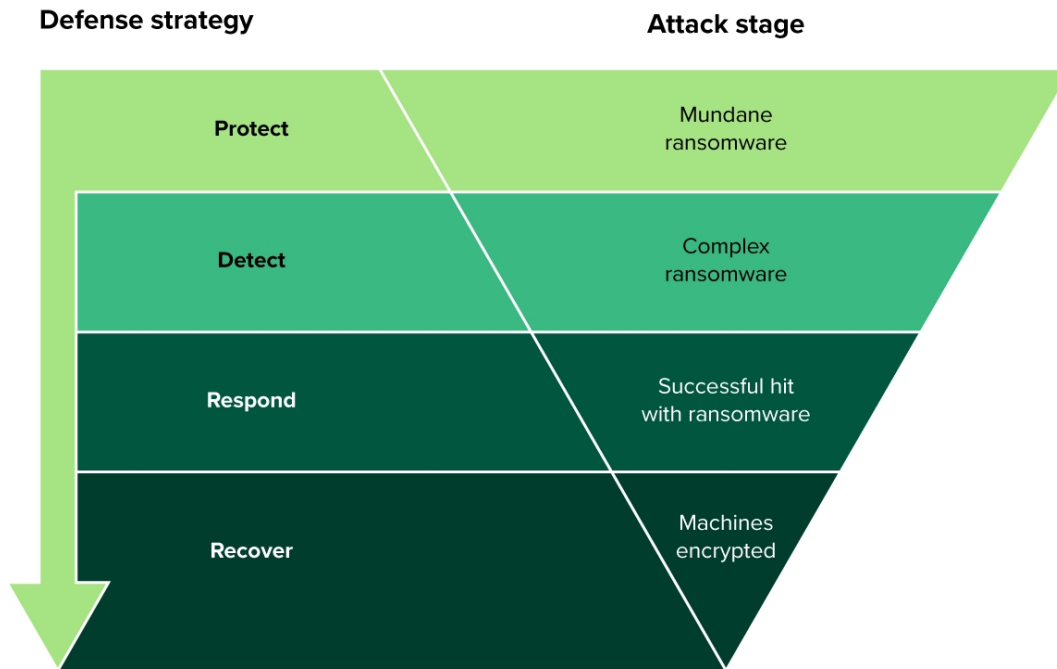 Defense strategy
Attack stage
Protect
Mundane
ransomware
Detect
Complex
ransomware
Respond
Successful hit
with ransomware
Recover
Machines
encrypted